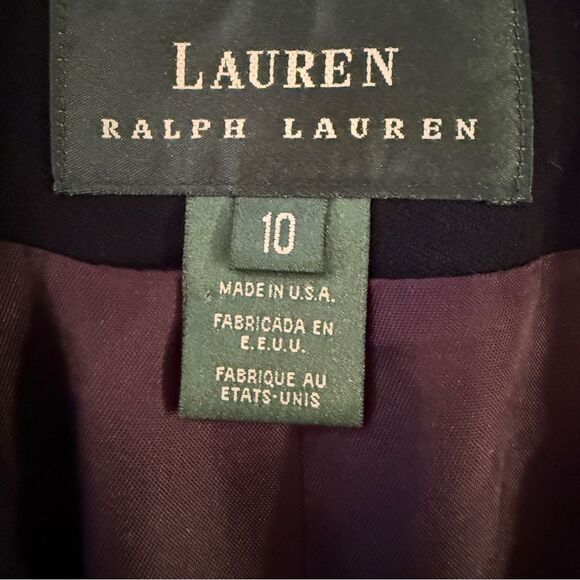 LAUREN
RALPH LAUREN
10
MADE IN U.S.A.
FABRICADA EN
E.E.U.U.
FABRIQUE AU
ETATS-UNIS